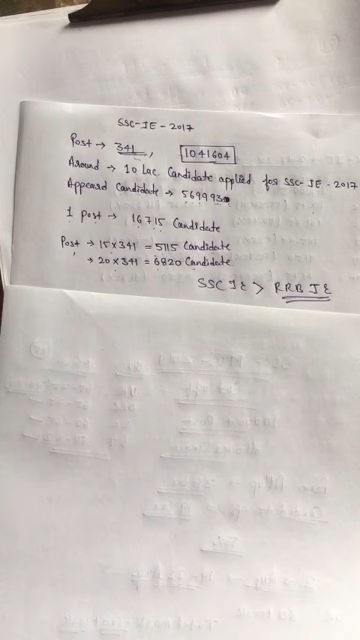 SSC-JE-2017
Post → 341, 1041604
Around → 10 Lac. Candidate applied for SSC-JE-2017
Appeard Candidate → 569993
1 post → 16715 Candidate
Post → 15×341 = 5115 Candidate
→ 20×341 = 6820 Candidate
SSC JE > RRB JE